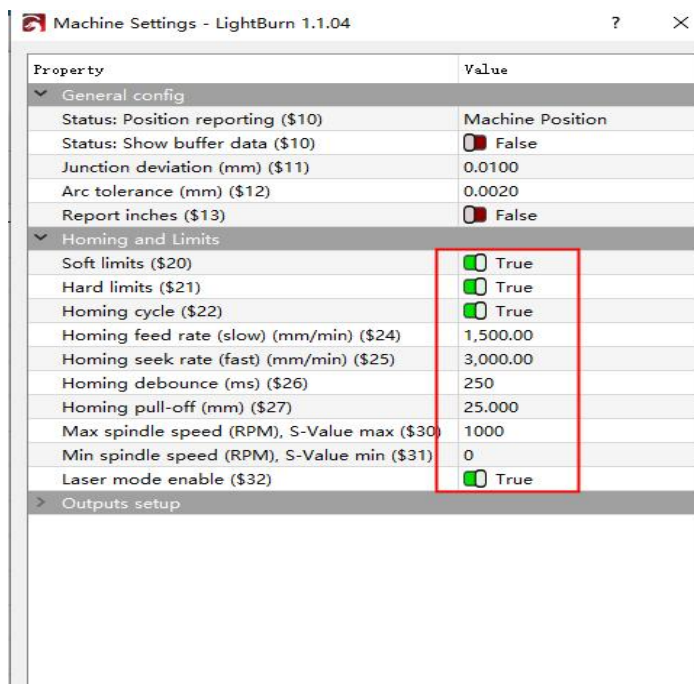 Machine Settings - LightBurn 1.1.04 ? ×
Property Value
General config
Status: Position reporting ($10) Machine Position
Status: Show buffer data ($10) False
Junction deviation (mm) ($11) 0.0100
Arc tolerance (mm) ($12) 0.0020
Report inches ($13) False
Homing and Limits
Soft limits ($20) True
Hard limits ($21) True
Homing cycle ($22) True
Homing feed rate (slow) (mm/min) ($24) 1,500.00
Homing seek rate (fast) (mm/min) ($25) 3,000.00
Homing debounce (ms) ($26) 250
Homing pull-off (mm) ($27) 25.000
Max spindle speed (RPM), S-Value max ($30) 1000
Min spindle speed (RPM), S-Value min ($31) 0
Laser mode enable ($32) True
Outputs setup